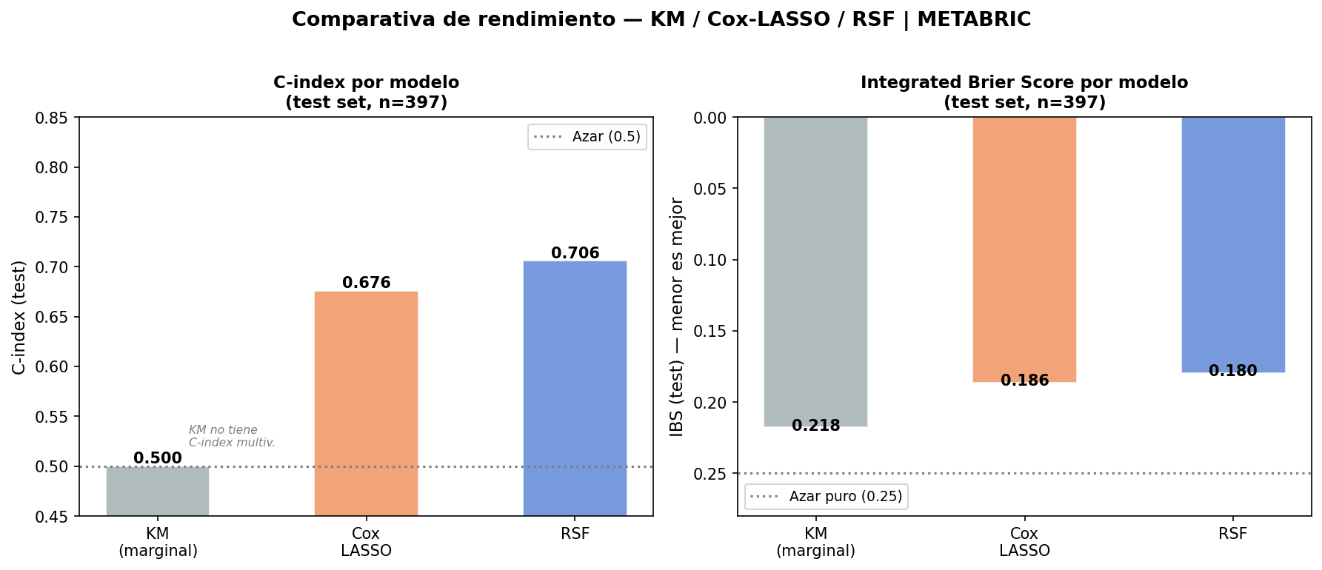 Comparativa de rendimiento — KM / Cox-LASSO / RSF | METABRIC
C-index por modelo
(test set, n=397)
C-index (test)
0.85
0.80
0.75
0.70
0.65
0.60
0.55
0.50
0.45
Azar (0.5)
0.500
KM no tiene
C-index multiv.
0.676
0.706
KM
(marginal)
Cox
LASSO
RSF
Integrated Brier Score por modelo
(test set, n=397)
IBS (test) — menor es mejor
0.00
0.05
0.10
0.15
0.20
0.25
0.218
0.186
0.180
Azar puro (0.25)
KM
(marginal)
Cox
LASSO
RSF